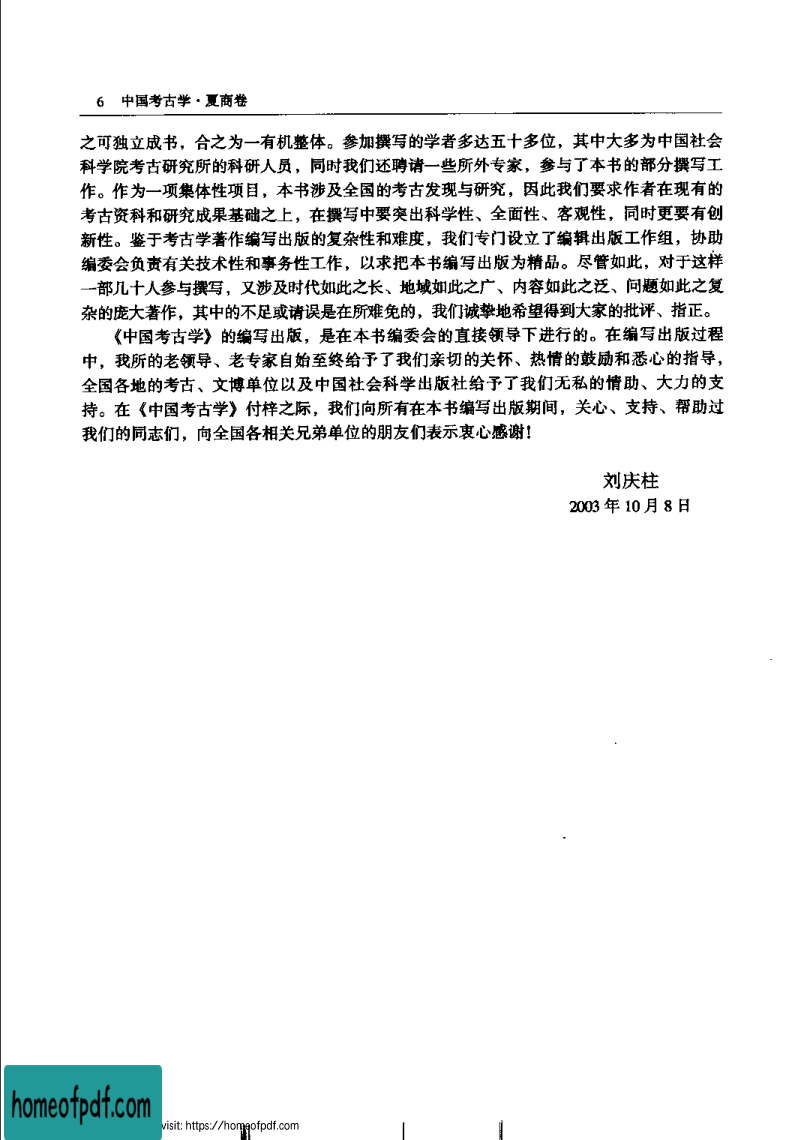 6 中国考古学·夏商卷
之可独立成书，合之为一有机整体。参加撰写的学者多达五十多位，其中大多为中国社会
科学院考古研究所的科研人员，同时我们还聘请一些所外专家，参与了本书的部分撰写工
作。作为一项集体性项目，本书涉及全国的考古发现与研究，因此我们要求作者在现有的
考古资料和研究成果基础之上，在撰写中要突出科学性、全面性、客观性，同时更要有创
新性。鉴于考古学著作编写出版的复杂性和难度，我们专门设立了编辑出版工作组，协助
编委会负责有关技术性和事务性工作，以求把本书编写出版为精品。尽管如此，对于这样
一部几十人参与撰写，又涉及时代如此之长、地域如此之广、内容如此之泛、问题如此之复
杂的庞大著作，其中的不足或请误是在所难免的，我们诚挚地希望得到大家的批评、指正。
《中国考古学》的编写出版，是在本书编委会的直接领导下进行的。在编写出版过程
中，我所的老领导、老专家自始至终给予了我们亲切的关怀、热情的鼓励和悉心的指导，
全国各地的考古、文博单位以及中国社会科学出版社给予了我们无私的情助、大力的支
持。在《中国考古学》付梓之际，我们向所有在本书编写出版期间，关心、支持、帮助过
我们的同志们，向全国各相关兄弟单位的朋友们表示衷心感谢！
刘庆柱
2003 年 10 月 8 日
homeofpdf.com
visit: https://homeofpdf.com